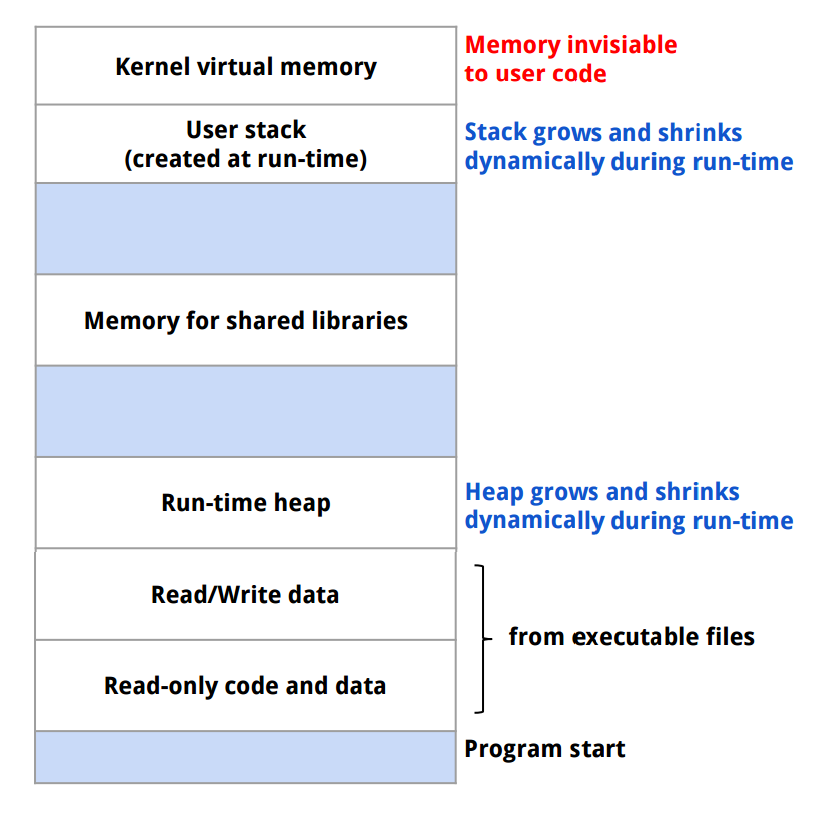 Kernel virtual memory
Memory invisiable
to user code
User stack
(created at run-time)
Stack grows and shrinks
dynamically during run-time
Memory for shared libraries
Run-time heap
Heap grows and shrinks
dynamically during run-time
Read/Write data
from executable files
Read-only code and data
Program start